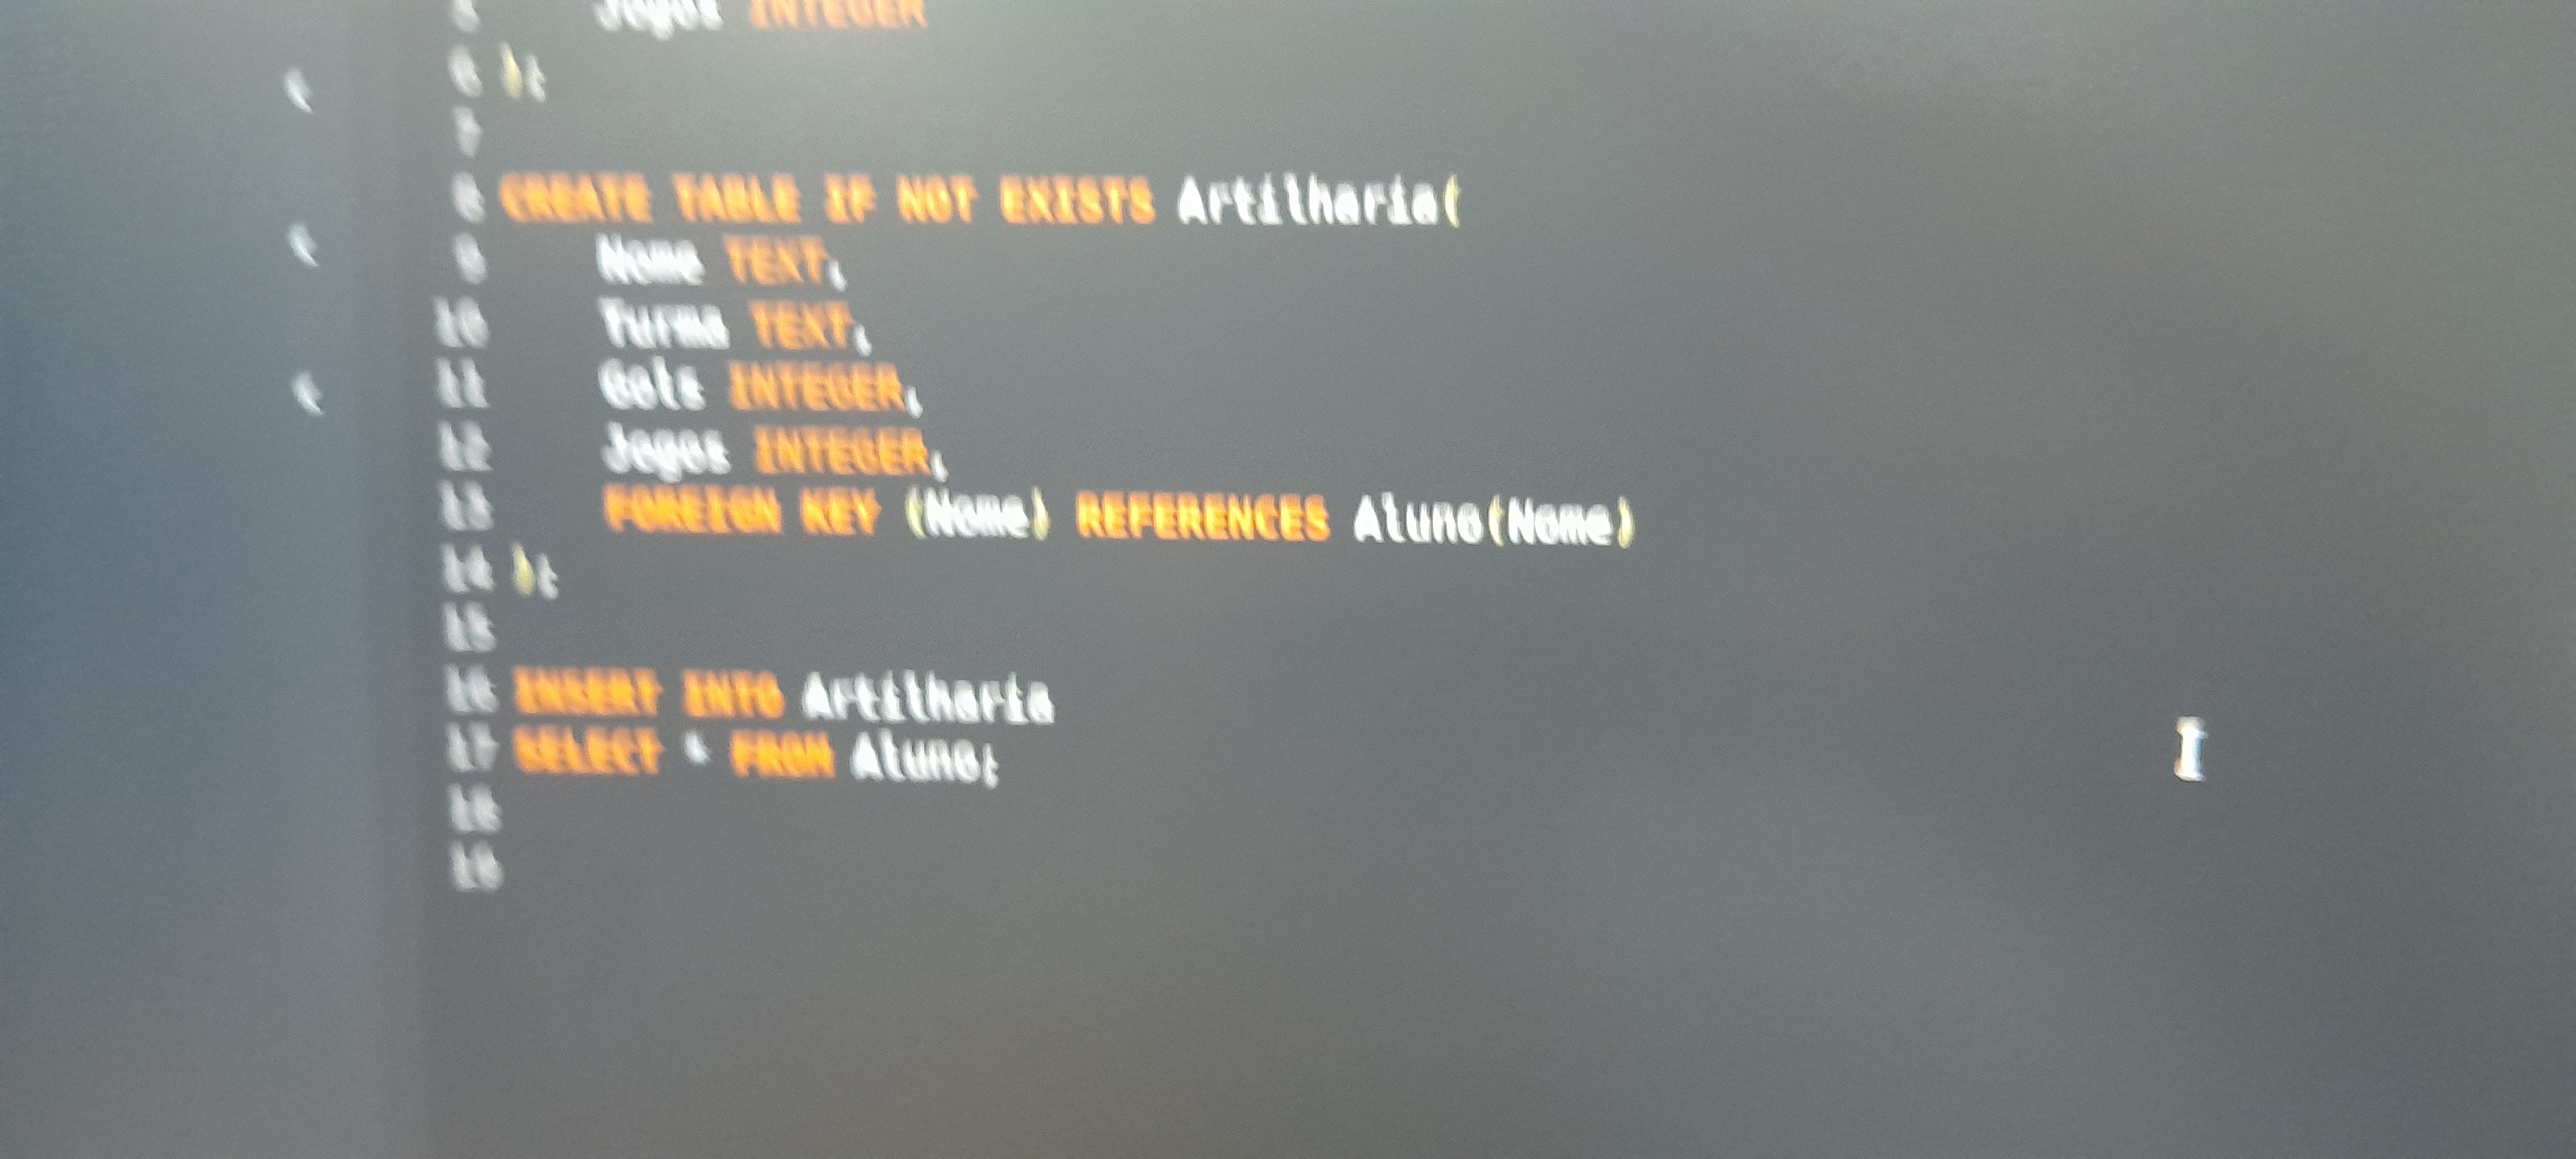 5 Jogos INTEGER
6 );
7
8 CREATE TABLE IF NOT EXISTS Artilharia(
9 Nome TEXT,
10 Turma TEXT,
11 Gols INTEGER,
12 Jogos INTEGER,
13 FOREIGN KEY (Nome) REFERENCES Aluno(Nome)
14 );
15
16 INSERT INTO Artilharia
17 SELECT * FROM Aluno;
18
19